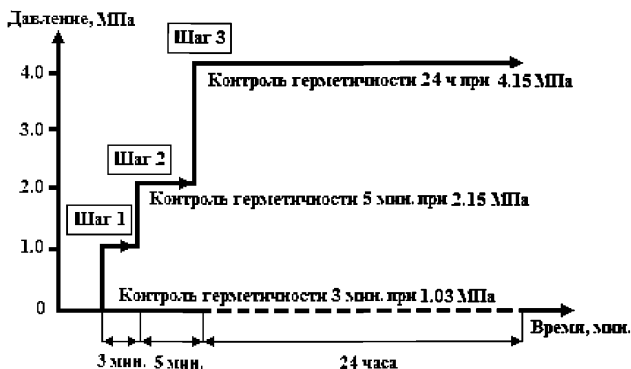 Давление, МПа
Шаг 3
4.0
Контроль герметичности 24 ч при 4.15 МПа
3.0
Шаг 2
2.0
Контроль герметичности 5 мин. при 2.15 МПа
Шаг 1
1.0
Контроль герметичности 3 мин. при 1.03 МПа
0
Время, мин.
3 мин. 5 мин. 24 часа